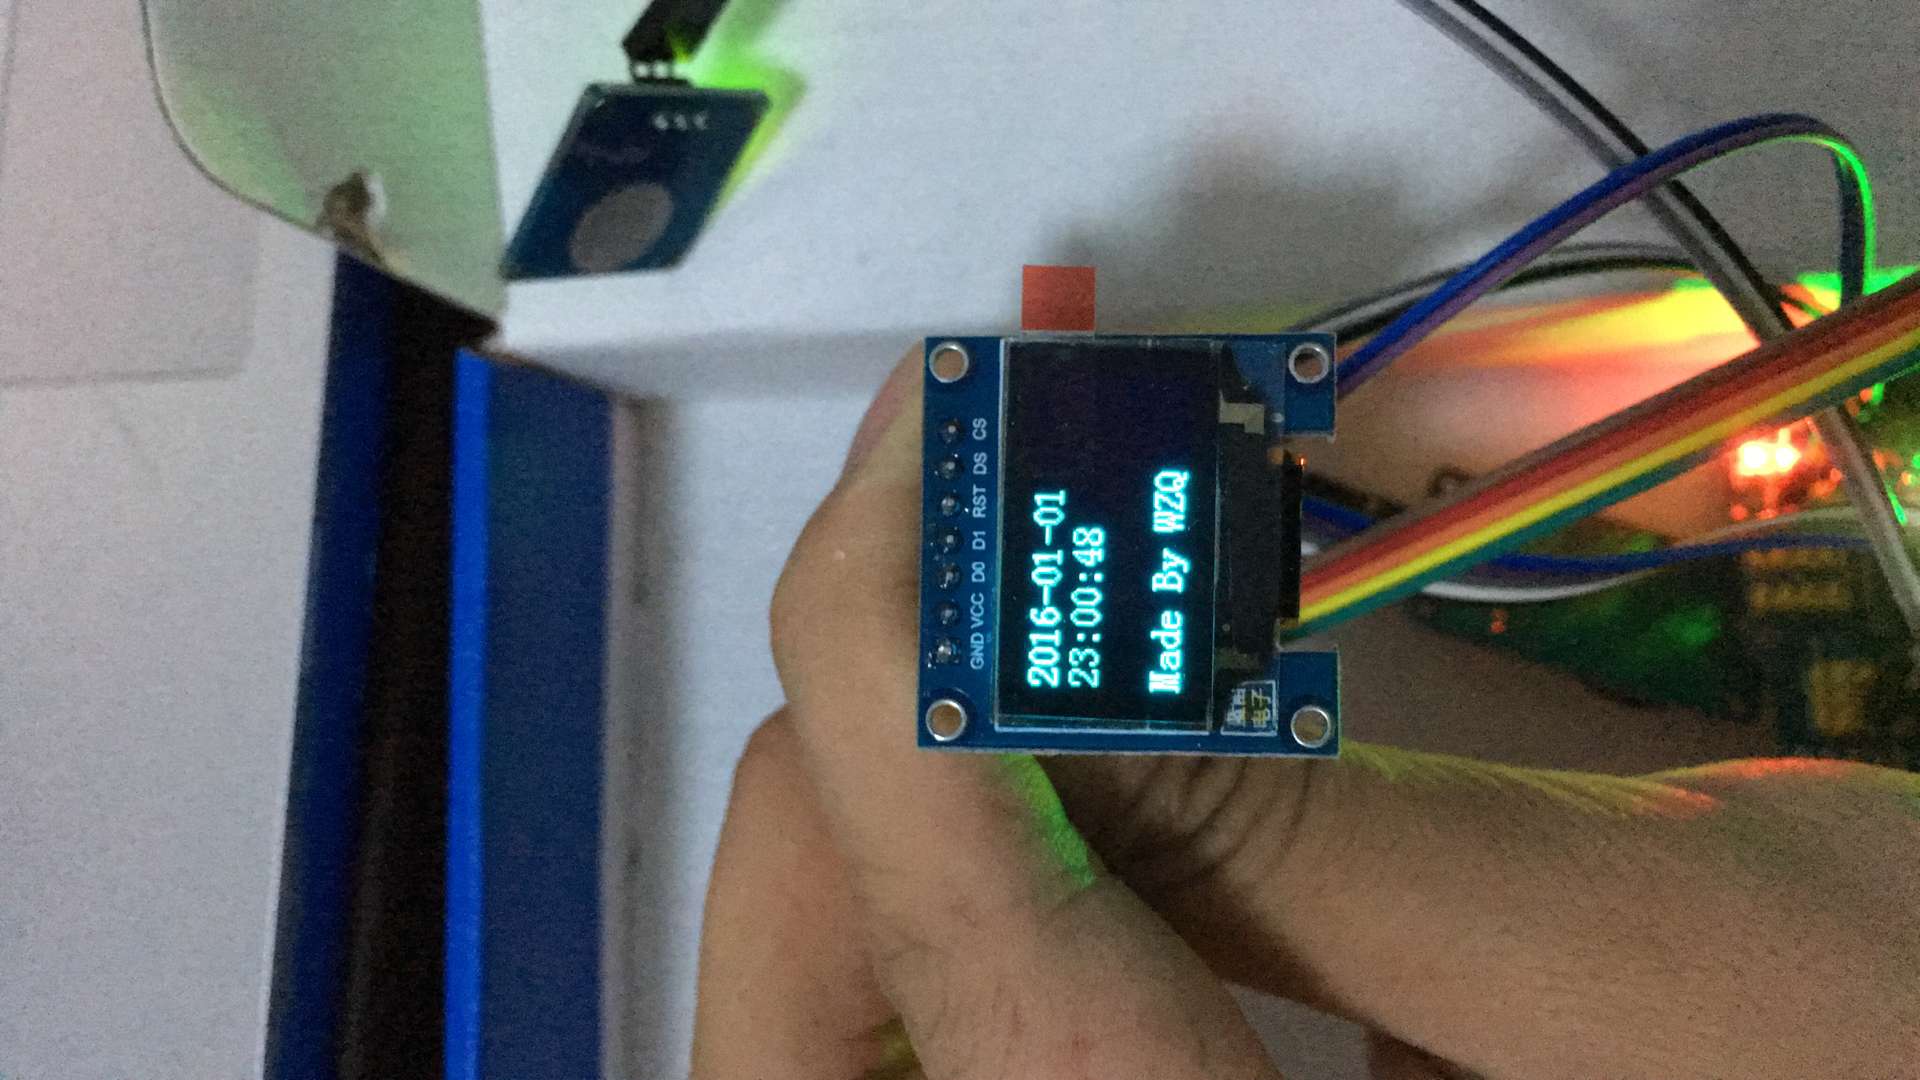 GND VCC D0 D1 RST DS CS
2016-01-01
23:00:48
Made By WZQ
电子